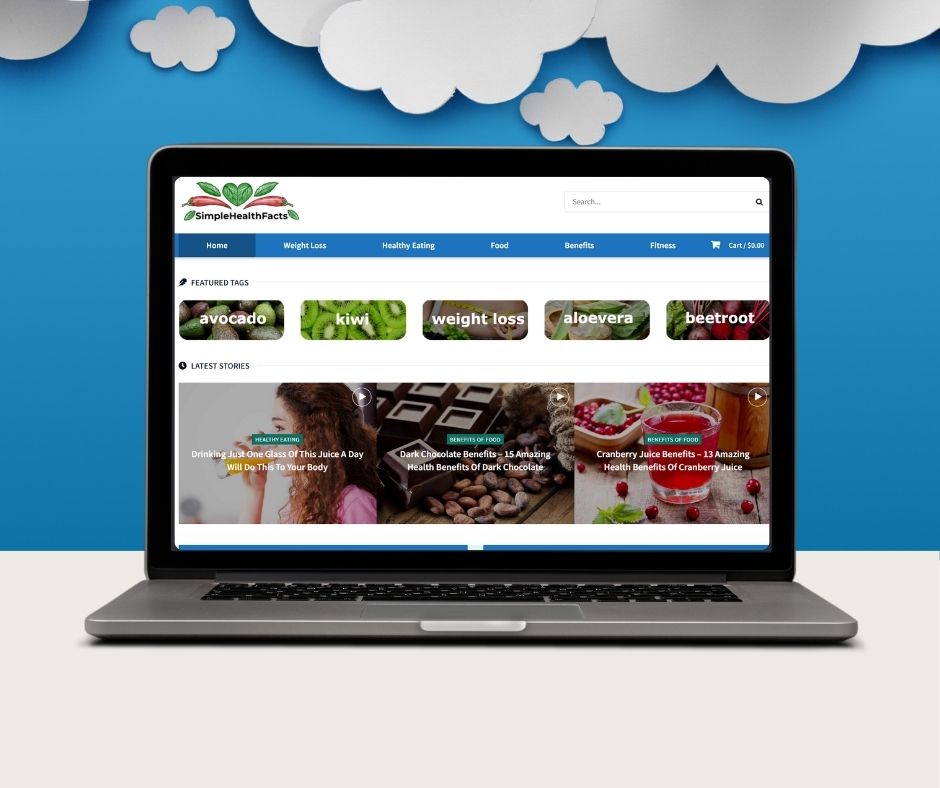 SimpleHealthFacts
Search...
Home
Weight Loss
Healthy Eating
Food
Benefits
Fitness
Cart / $0.00
FEATURED TAGS
avocado
kiwi
weight loss
aloevera
beetroot
LATEST STORIES
HEALTHY EATING
Drinking Just One Glass Of This Juice A Day
Will Do This To Your Body
BENEFITS OF FOOD
Dark Chocolate Benefits – 15 Amazing
Health Benefits Of Dark Chocolate
BENEFITS OF FOOD
Cranberry Juice Benefits – 13 Amazing
Health Benefits Of Cranberry Juice